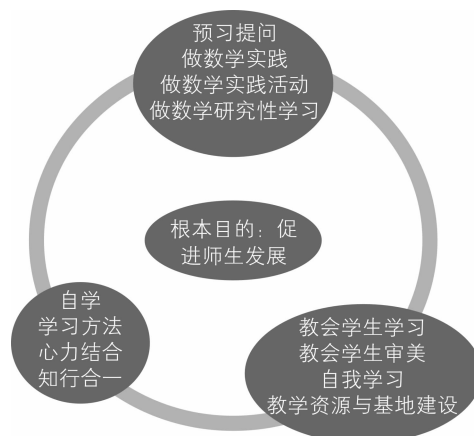 预习提问
做数学实践
做数学实践活动
做数学研究性学习
根本目的：促
进师生发展
自学
学习方法
心力结合
知行合一
教会学生学习
教会学生审美
自我学习
教学资源与基地建设